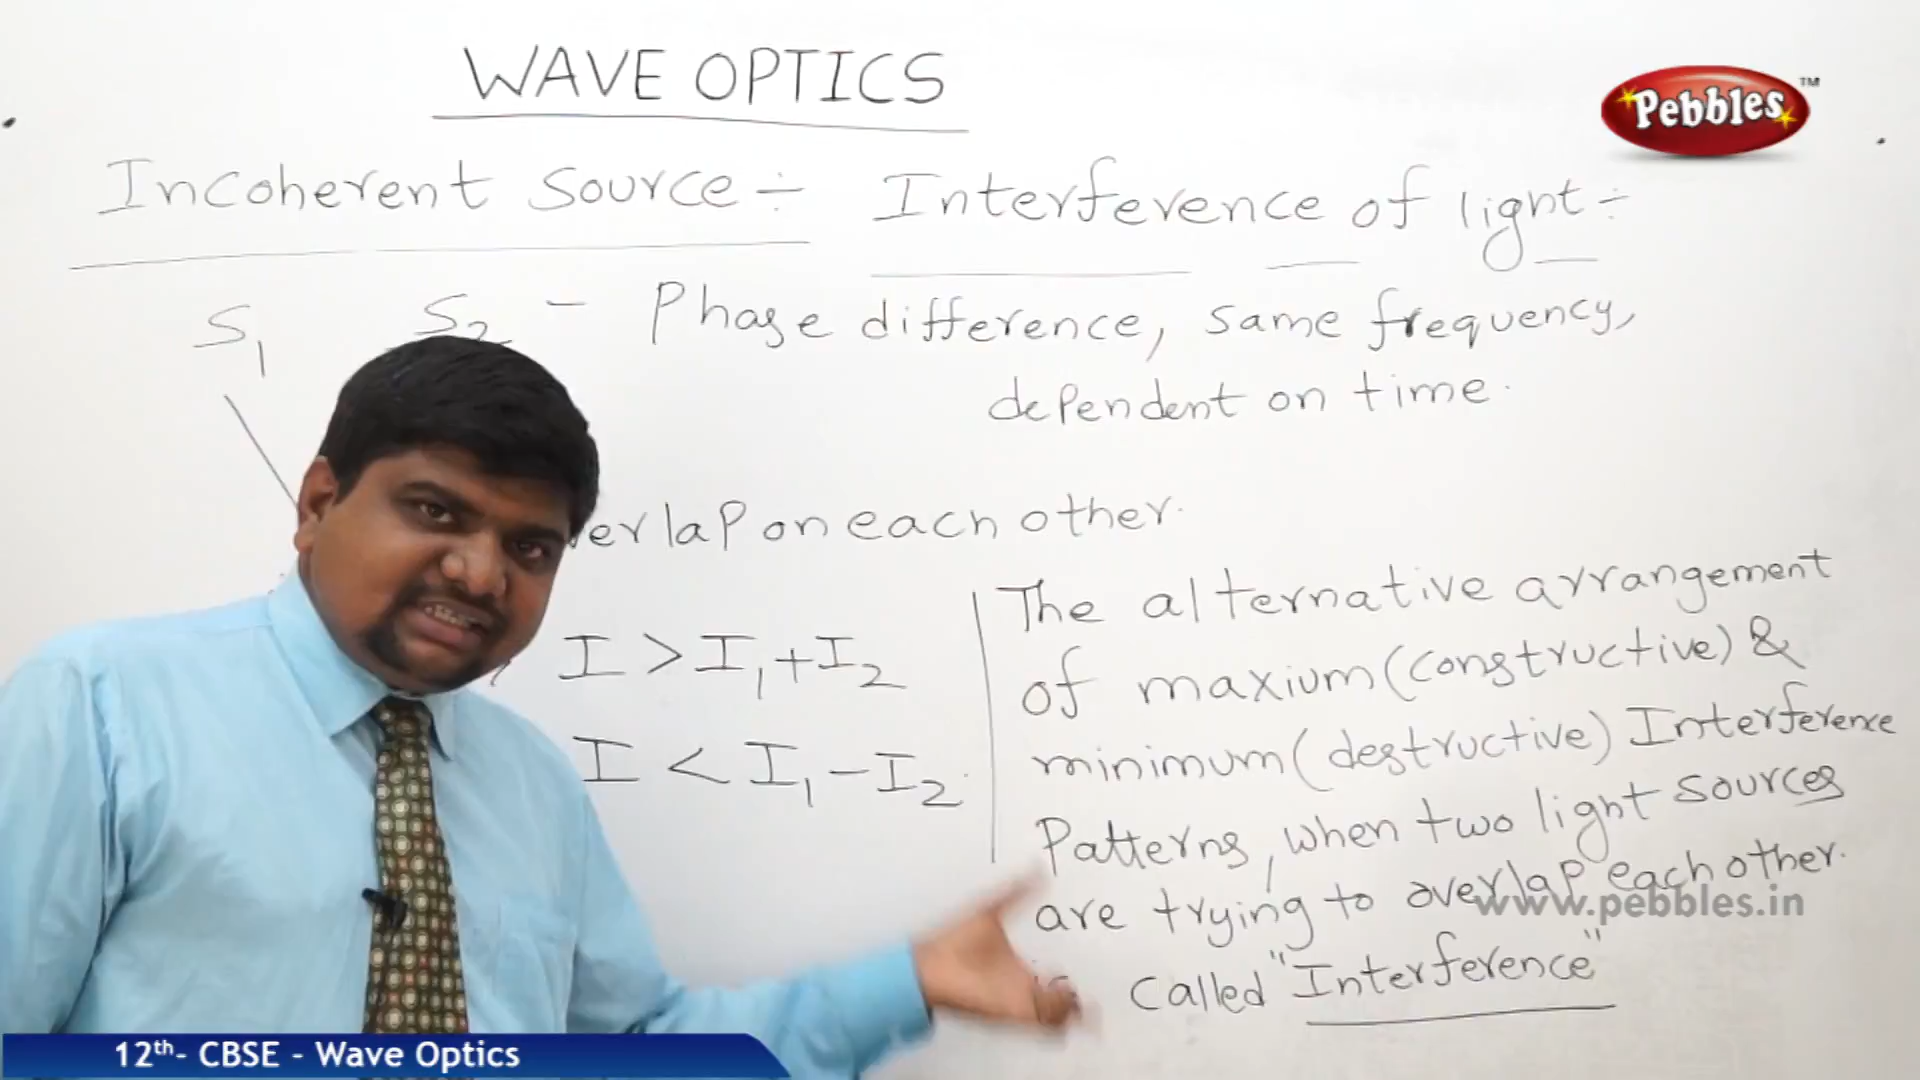 WAVE OPTICS
Pebbles™
Incoherent Source ÷
Interference of light ÷
S1 S2 - Phase difference, same frequency,
dependent on time.
erlap on each other.
I > I1 + I2
I < I1 - I2.
The alternative arrangement
of maxium (constructive) &
minimum (destructive) Interference
Patterns, when two light sources
are trying to overlap each other.
is called "Interference"
www.pebbles.in
12th- CBSE - Wave Optics